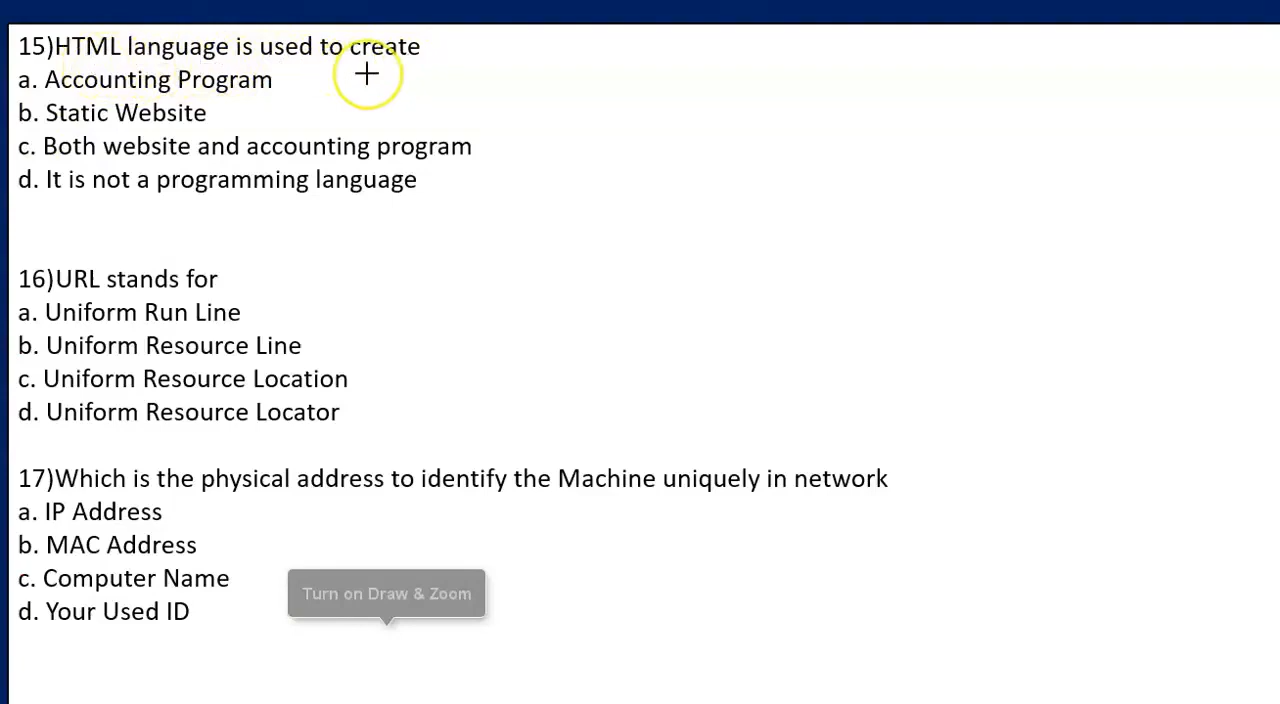 15)HTML language is used to create
a. Accounting Program
b. Static Website
c. Both website and accounting program
d. It is not a programming language
16)URL stands for
a. Uniform Run Line
b. Uniform Resource Line
c. Uniform Resource Location
d. Uniform Resource Locator
17)Which is the physical address to identify the Machine uniquely in network
a. IP Address
b. MAC Address
c. Computer Name
d. Your Used ID
Turn on Draw & Zoom